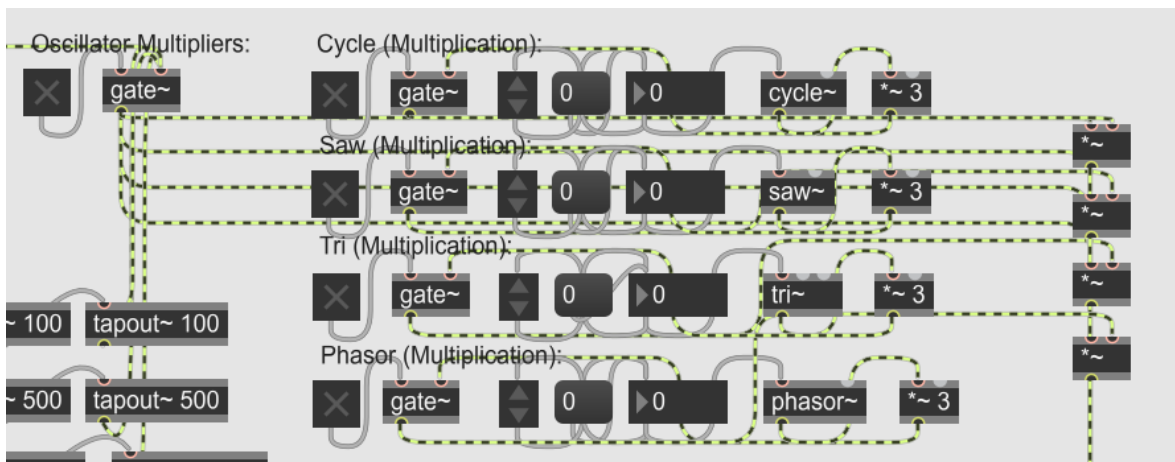 Oscillator Multipliers:
Cycle (Multiplication):
gate~
gate~
0
0
cycle~
*~ 3
*~
Saw (Multiplication):
gate~
0
0
saw~
*~ 3
*~
Tri (Multiplication):
gate~
0
0
tri~
*~ 3
*~
~ 100
tapout~ 100
*~
Phasor (Multiplication):
~ 500
tapout~ 500
gate~
0
0
phasor~
*~ 3